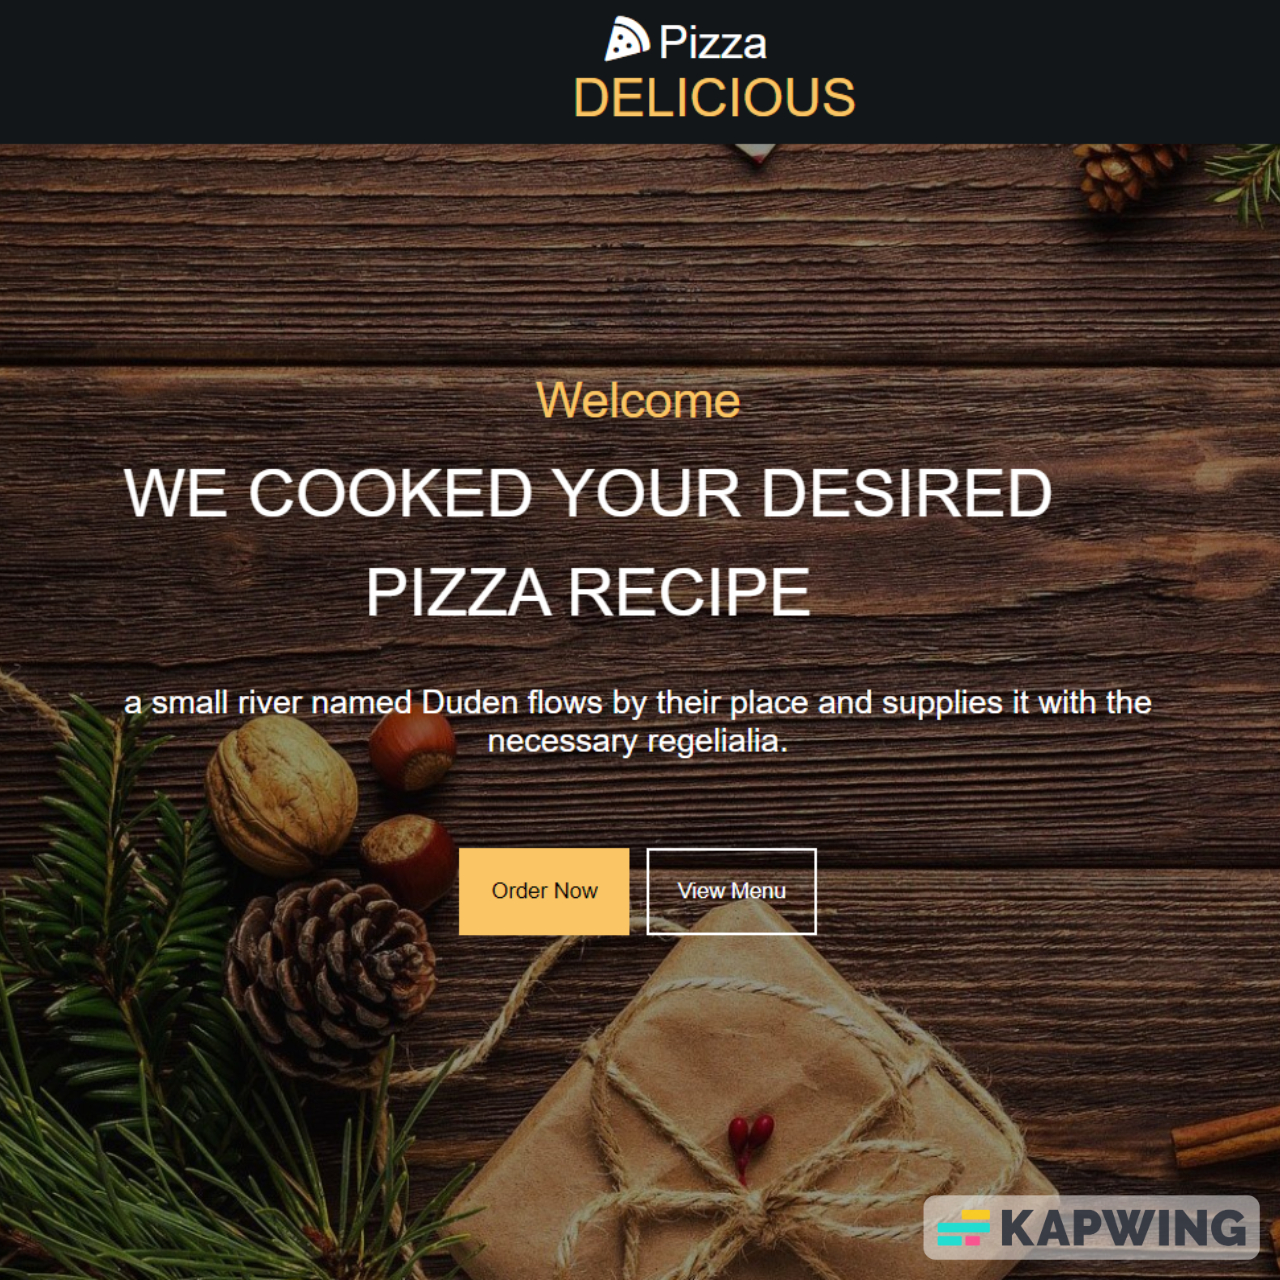 Pizza
DELICIOUS
Welcome
WE COOKED YOUR DESIRED
PIZZA RECIPE
a small river named Duden flows by their place and supplies it with the
necessary regelialia.
Order Now
View Menu
KAPWING